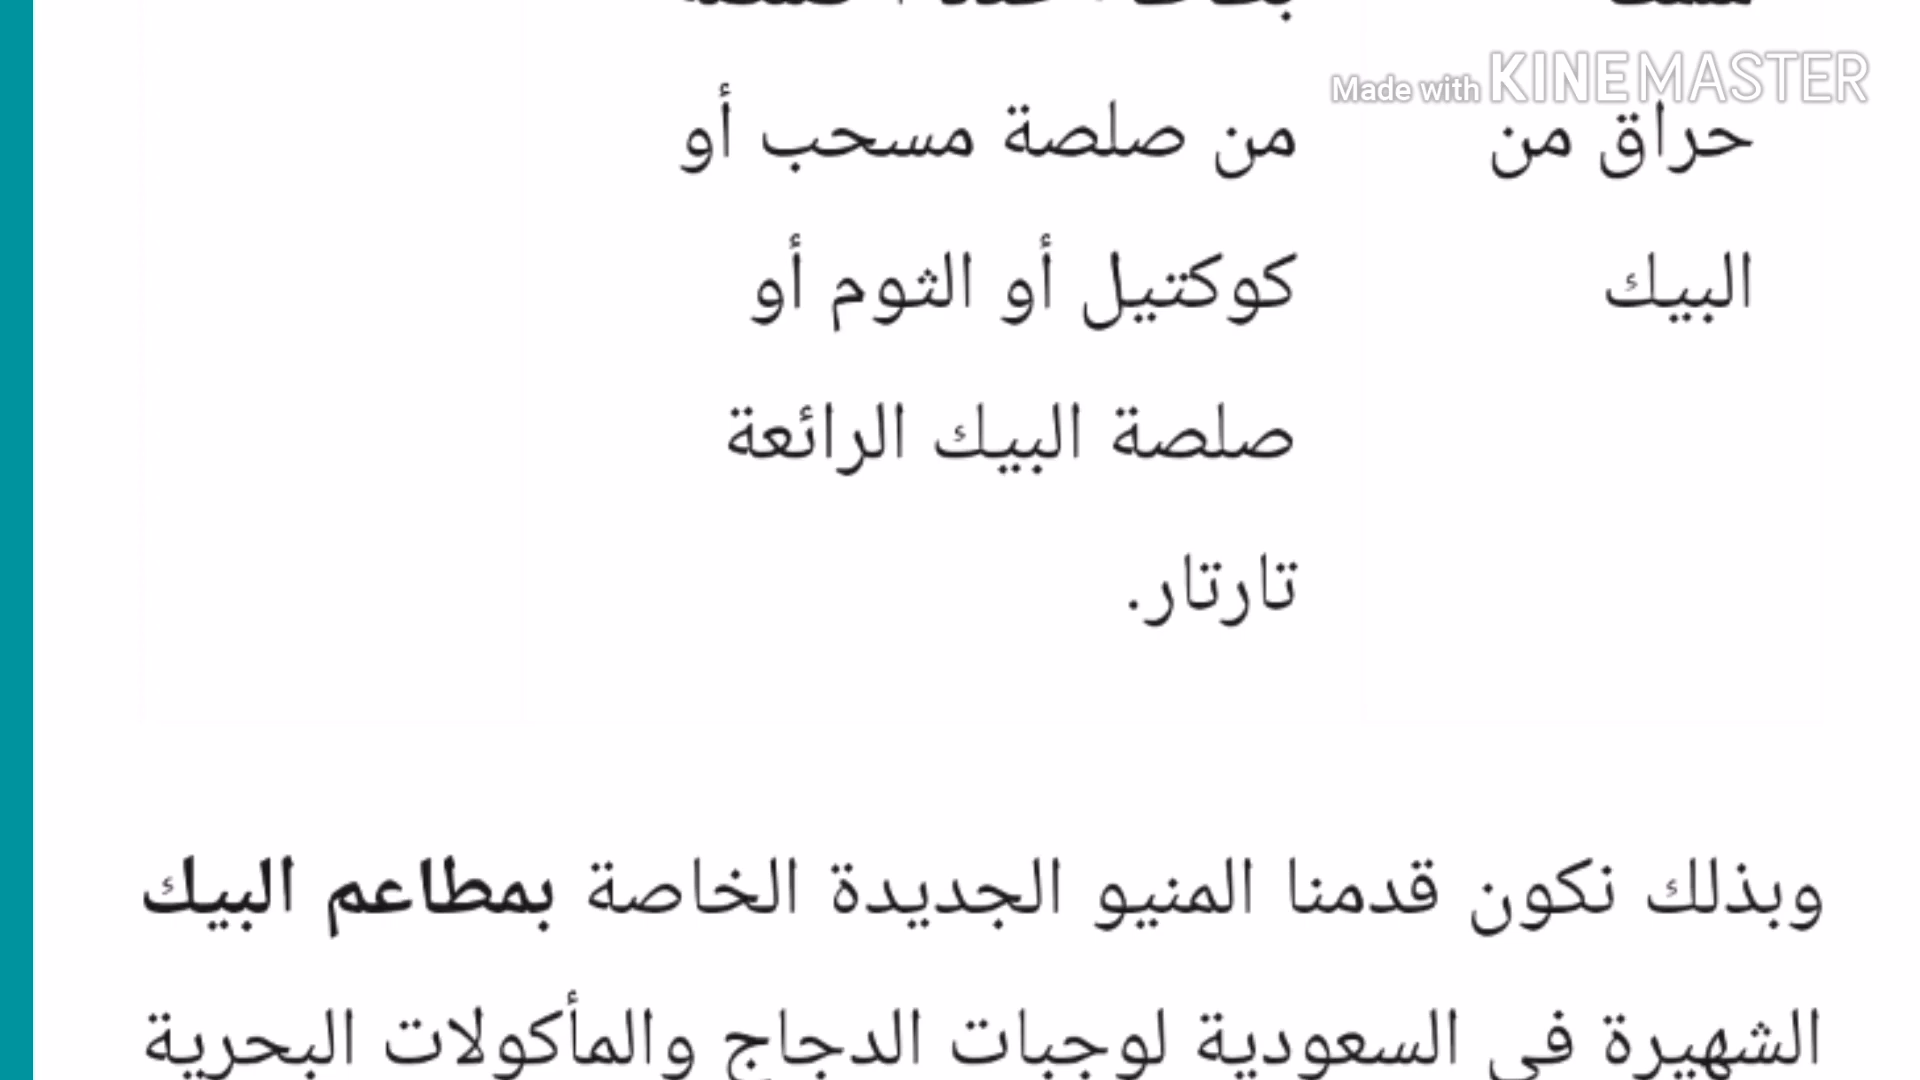 Made with KINEMASTER
حراق من
البيك
من صلصة مسحب أو
كوكتيل أو الثوم أو
صلصة البيك الرائعة
تارتار.
وبذلك نكون قدمنا المنيو الجديدة الخاصة بمطاعم البيك
الشهيرة في السعودية لوجبات الدجاج والمأكولات البحرية